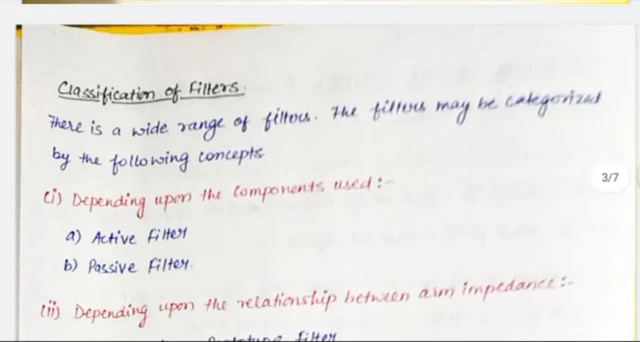 Classification of Filters.
There is a wide range of filters. The filters may be categorized
by the following concepts.
(i) Depending upon the Components used :-
a) Active Filter
b) Passive Filter.
(ii) Depending upon the relationship between arm impedance :-
Prototype filter
3/7